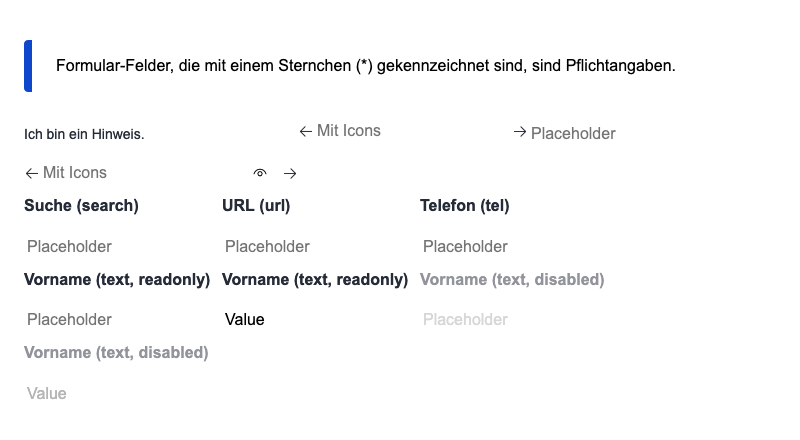 Formular-Felder, die mit einem Sternchen (*) gekennzeichnet sind, sind Pflichtangaben.
Ich bin ein Hinweis. ← Mit Icons → Placeholder
← Mit Icons →
Suche (search) URL (url) Telefon (tel)
Placeholder Placeholder Placeholder
Vorname (text, readonly) Vorname (text, readonly) Vorname (text, disabled)
Placeholder Value Placeholder
Vorname (text, disabled)
Value